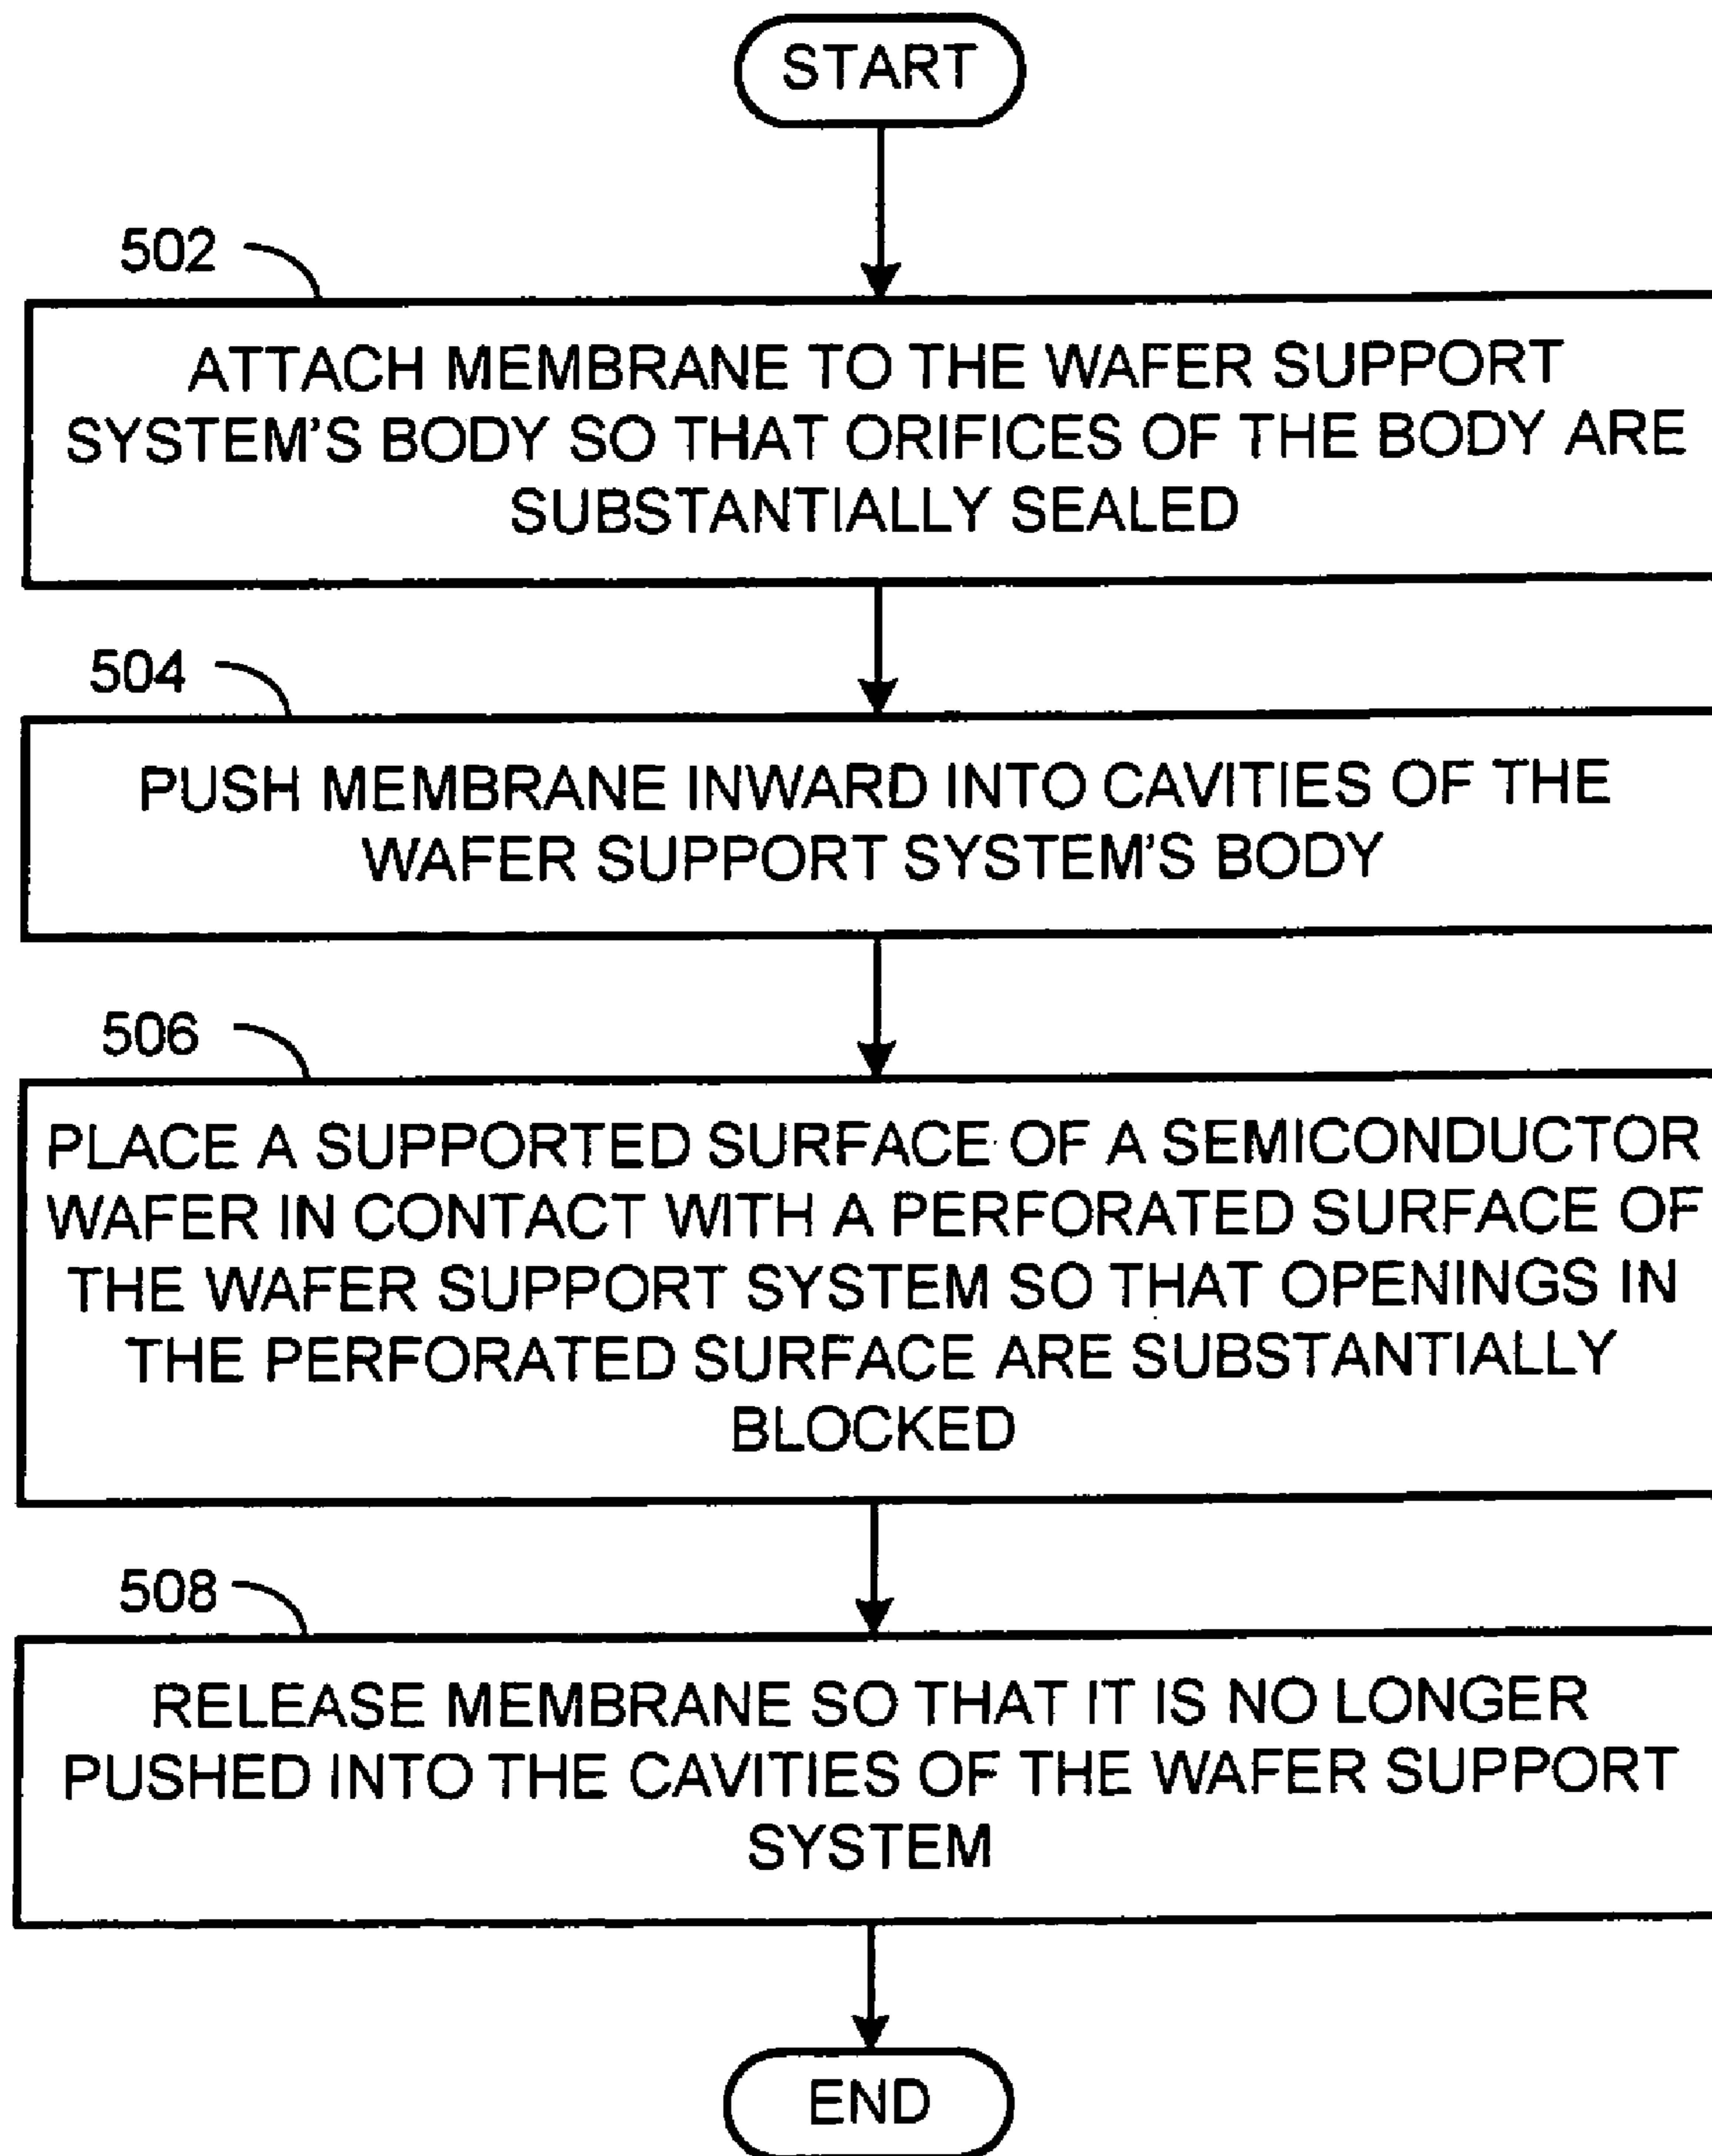 START
502
ATTACH MEMBRANE TO THE WAFER SUPPORT
SYSTEM'S BODY SO THAT ORIFICES OF THE BODY ARE
SUBSTANTIALLY SEALED
504
PUSH MEMBRANE INWARD INTO CAVITIES OF THE
WAFER SUPPORT SYSTEM'S BODY
506
PLACE A SUPPORTED SURFACE OF A SEMICONDUCTOR
WAFER IN CONTACT WITH A PERFORATED SURFACE OF
THE WAFER SUPPORT SYSTEM SO THAT OPENINGS IN
THE PERFORATED SURFACE ARE SUBSTANTIALLY
BLOCKED
508
RELEASE MEMBRANE SO THAT IT IS NO LONGER
PUSHED INTO THE CAVITIES OF THE WAFER SUPPORT
SYSTEM
END